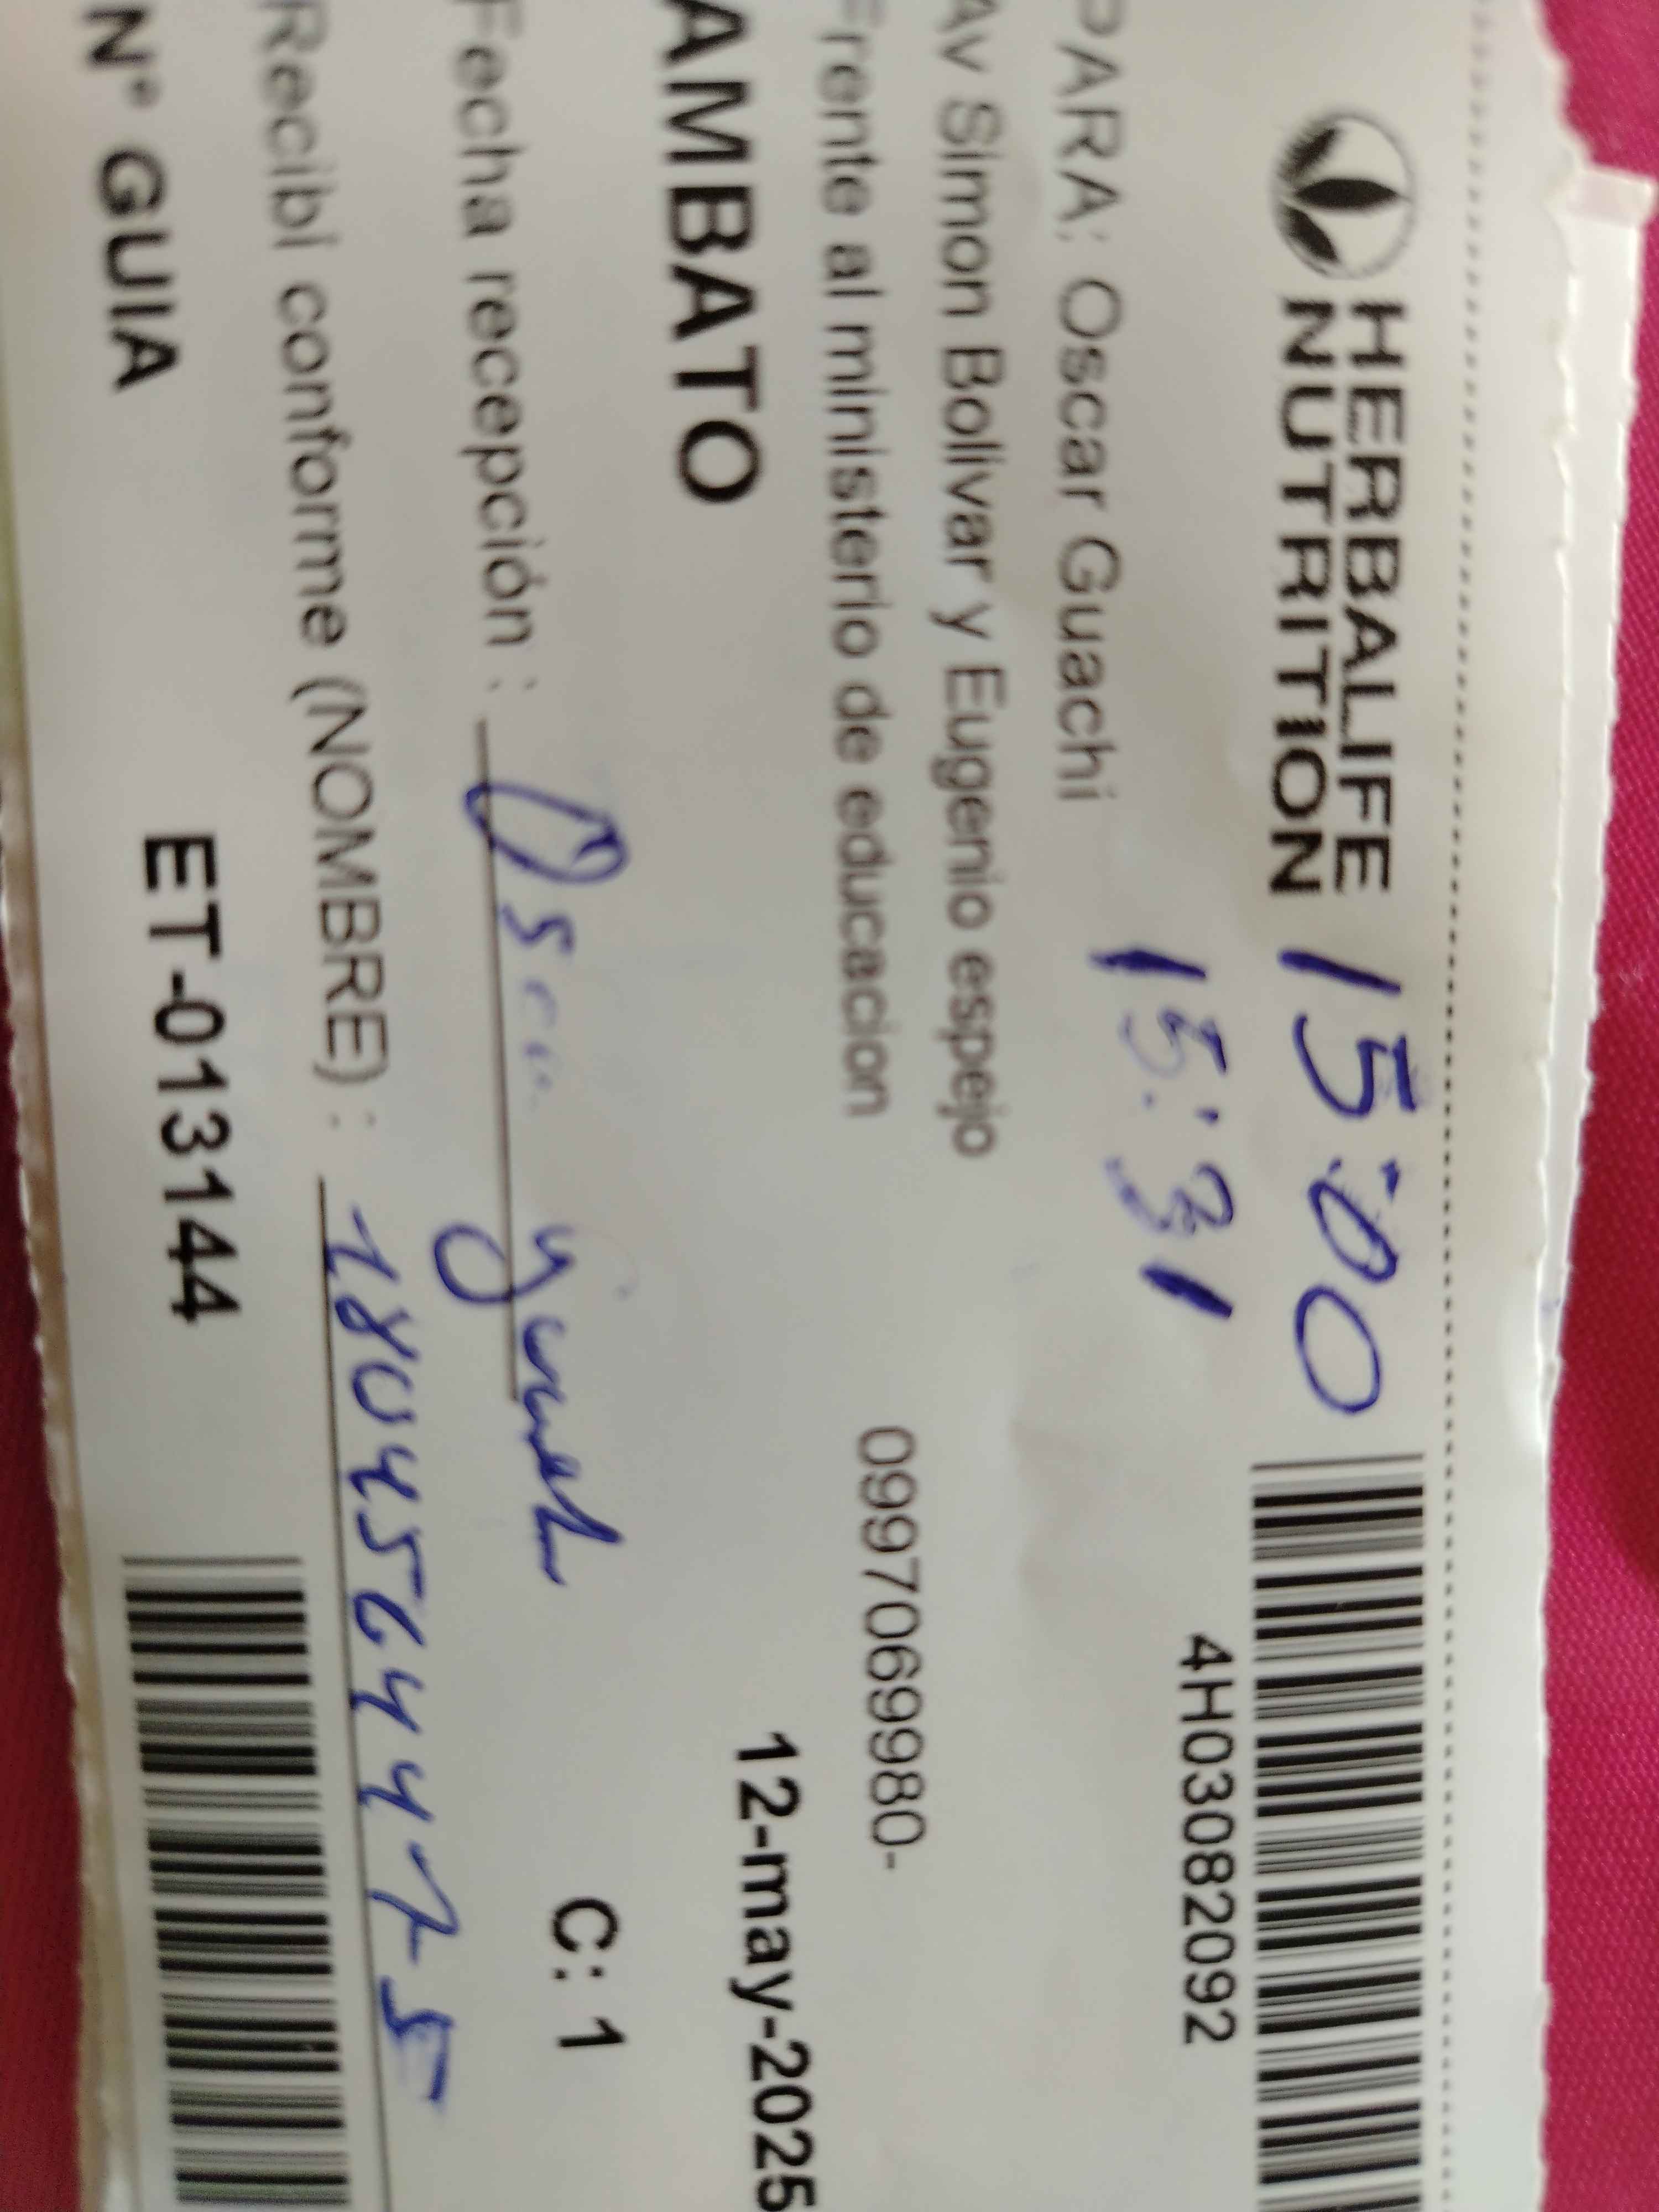 HERBALIFE
NUTRITION
15:00
4H03082092
PARA: Oscar Guachi
15:31
Av Simon Bolivar y Eugenio espejo
Frente al ministerio de educacion
0997069980-
AMBATO
12-may-2025
Fecha recepción :
C: 1
Recibi conforme (NOMBRE) : 1804564475
N° GUIA
ET-013144